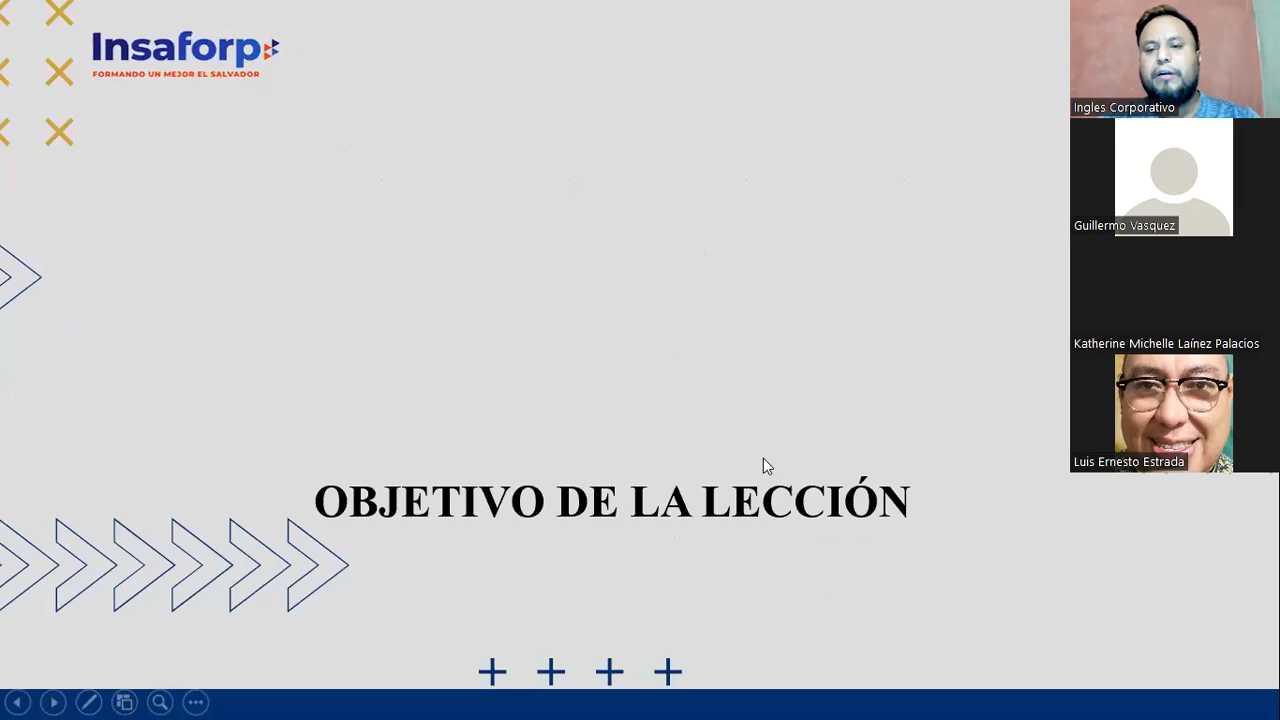 Insaforp
FORMANDO UN MEJOR EL SALVADOR
OBJETIVO DE LA LECCIÓN
Ingles Corporativo
Guillermo Vasquez
Katherine Michelle Laínez Palacios
Luis Ernesto Estrada